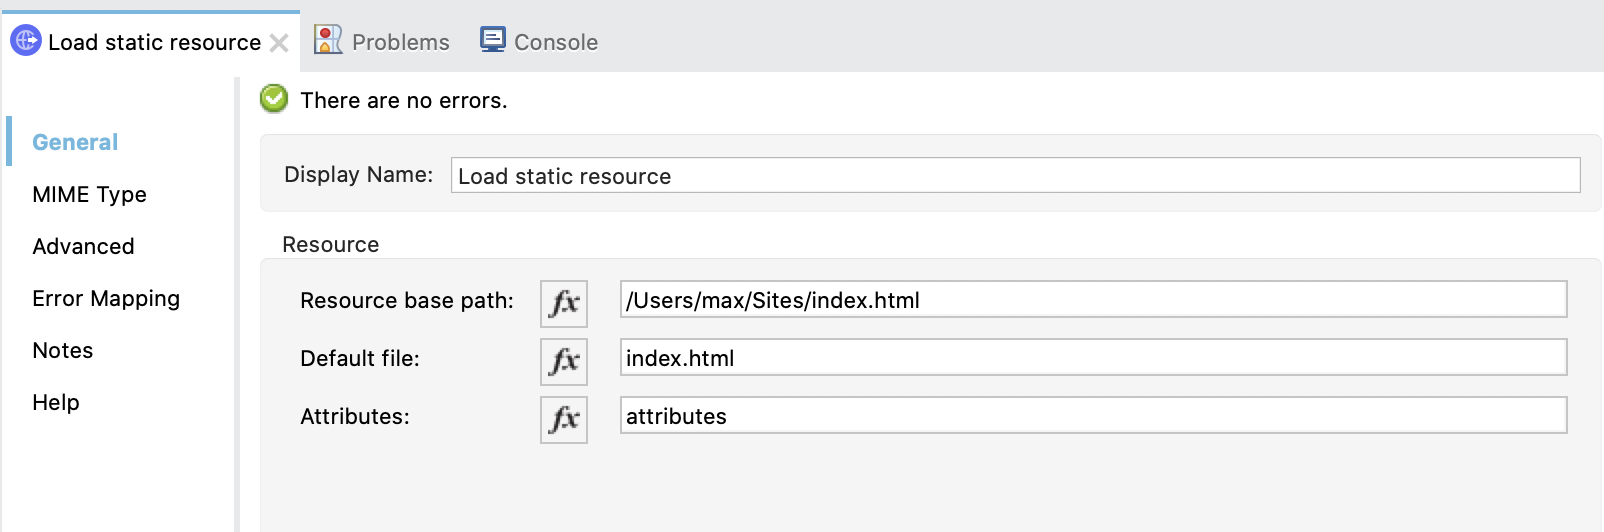 Load static resource
Problems
Console
There are no errors.
General
MIME Type
Advanced
Error Mapping
Notes
Help
Display Name: Load static resource
Resource
Resource base path: fx /Users/max/Sites/index.html
Default file: fx index.html
Attributes: fx attributes